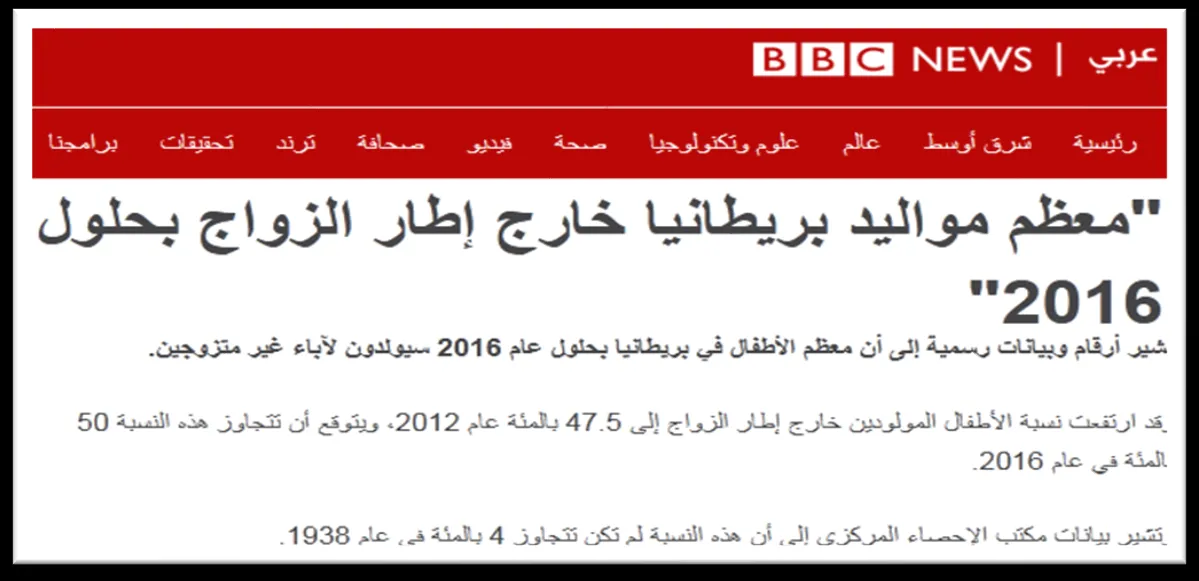 BBC NEWS | عربي
رئيسية شرق أوسط عالم علوم وتكنولوجيا صحة فيديو صحافة ترند تحقيقات برامجنا
"معظم مواليد بريطانيا خارج إطار الزواج بحلول
2016"
شير أرقام وبيانات رسمية إلى أن معظم الأطفال في بريطانيا بحلول عام 2016 سيولدون لآباء غير متزوجين.
قد ارتفعت نسبة الأطفال المولودين خارج إطار الزواج إلى 47.5 بالمئة عام 2012، ويتوقع أن تتجاوز هذه النسبة 50
المئة في عام 2016.
تشير بيانات مكتب الإحصاء المركزي إلى أن هذه النسبة لم تكن تتجاوز 4 بالمئة في عام 1938.